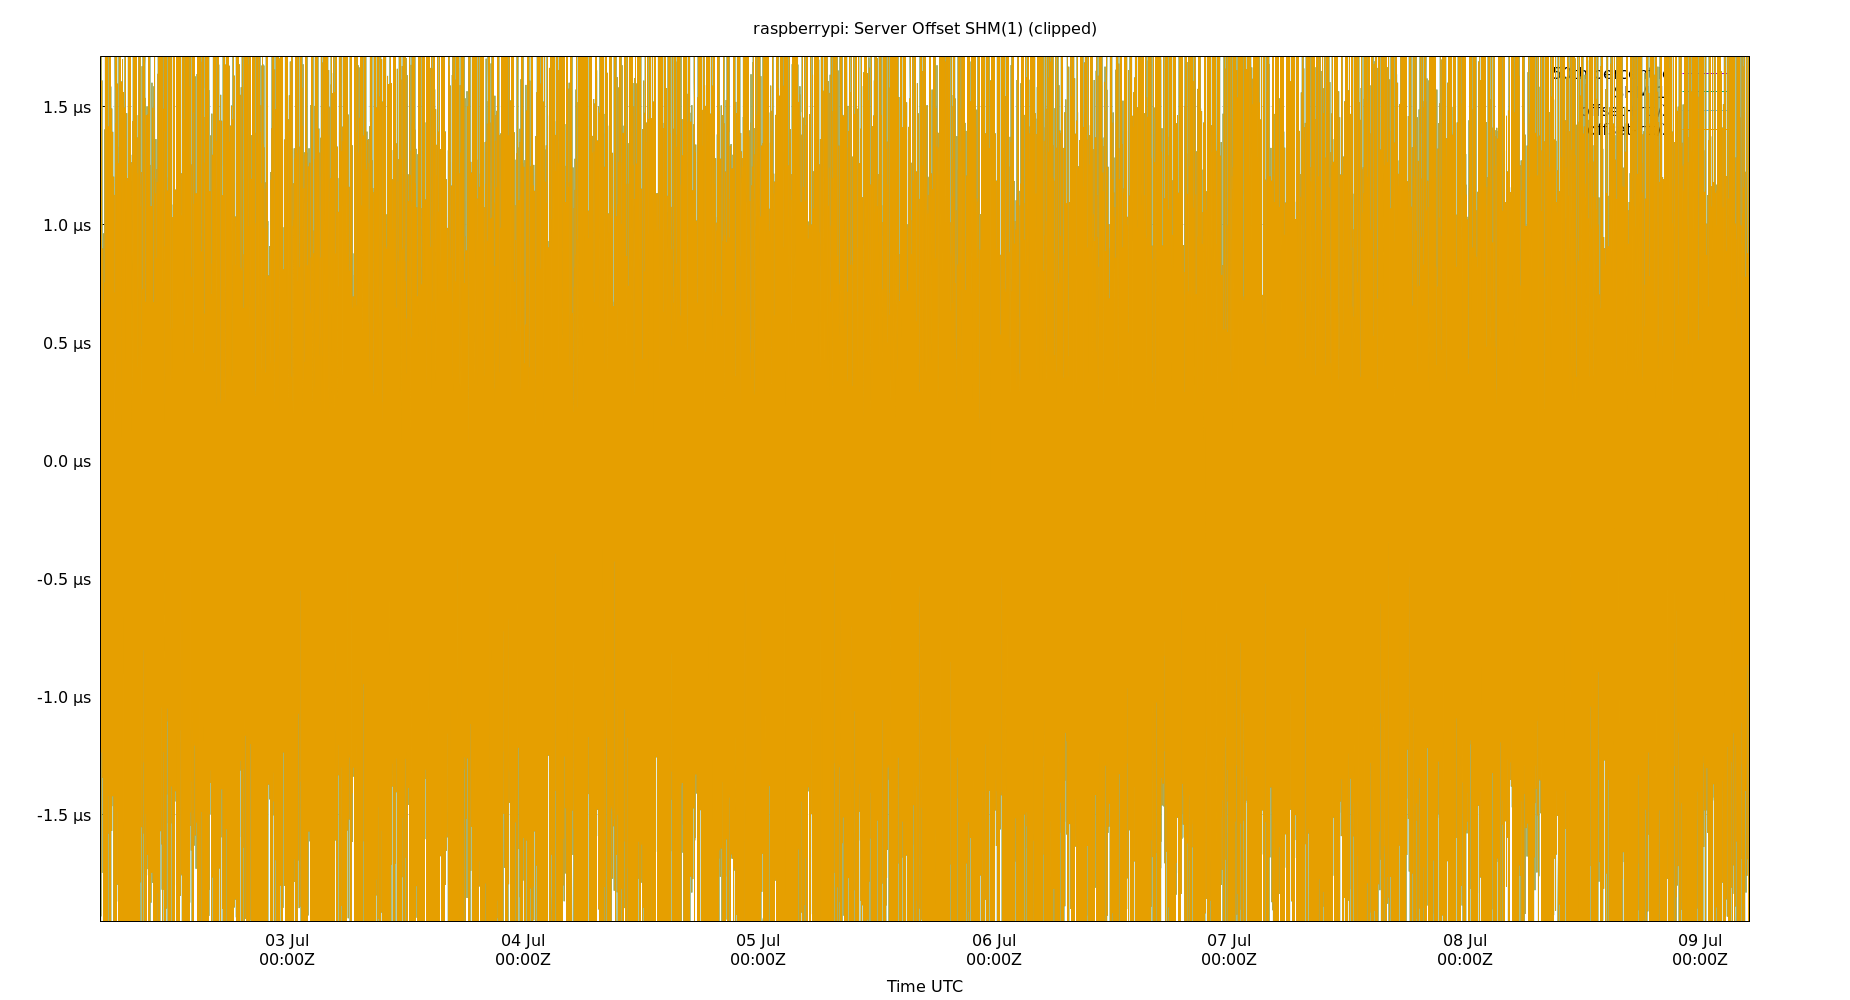 raspberrypi: Server Offset SHM(1) (clipped)
1.5 µs
1.0 µs
0.5 µs
0.0 µs
-0.5 µs
-1.0 µs
-1.5 µs
03 Jul 04 Jul 05 Jul 06 Jul 07 Jul 08 Jul 09 Jul
00:00Z 00:00Z 00:00Z 00:00Z 00:00Z 00:00Z 00:00Z
Time UTC